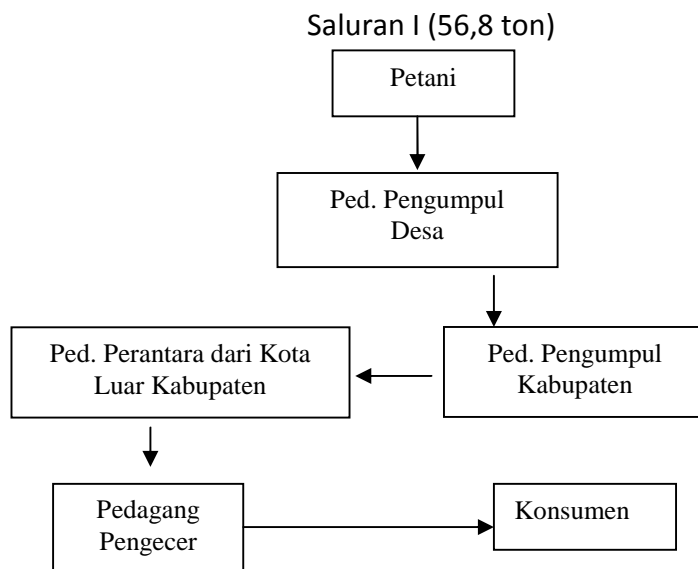 Saluran I (56,8 ton)
Petani
Ped. Pengumpul
Desa
Ped. Pengumpul
Kabupaten
Ped. Perantara dari Kota
Luar Kabupaten
Pedagang
Pengecer
Konsumen